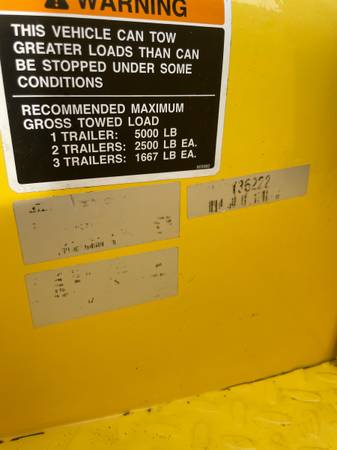 WARNING
THIS VEHICLE CAN TOW
GREATER LOADS THAN CAN
BE STOPPED UNDER SOME
CONDITIONS
RECOMMENDED MAXIMUM
GROSS TOWED LOAD
1 TRAILER: 5000 LB
2 TRAILERS: 2500 LB EA.
3 TRAILERS: 1667 LB EA.
136222